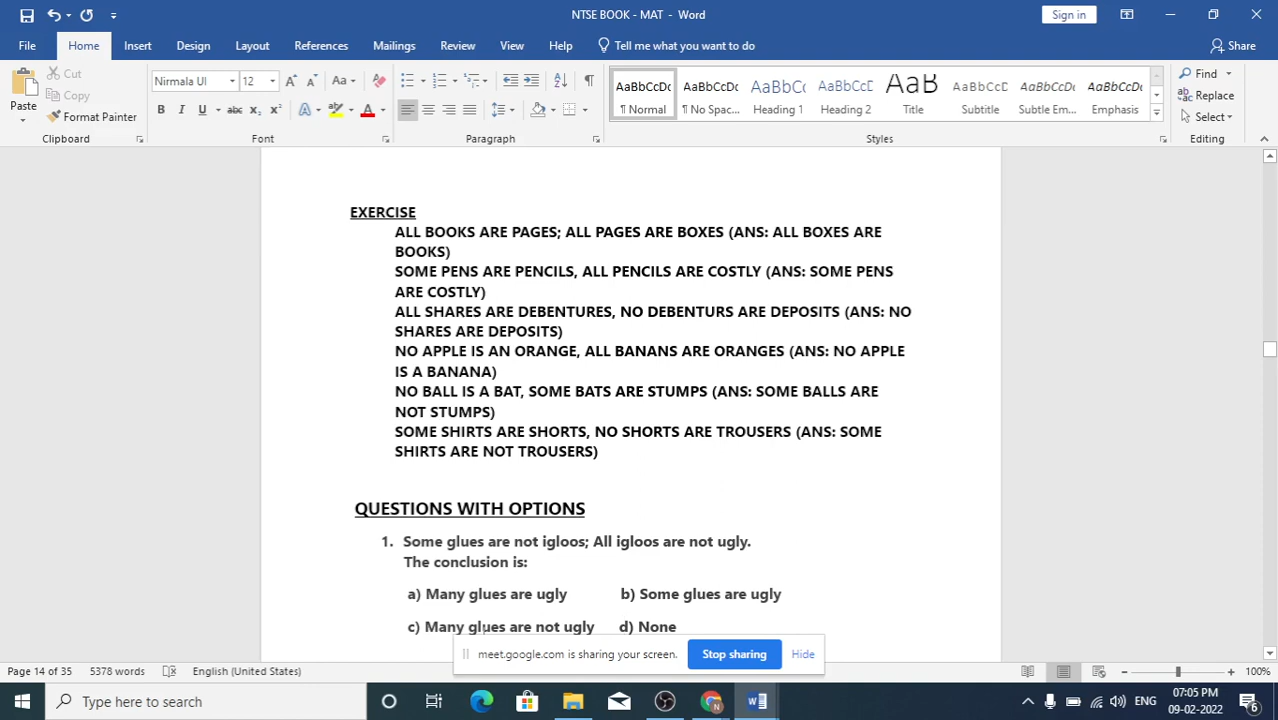 NTSE BOOK - MAT - Word
Sign in
File Home Insert Design Layout References Mailings Review View Help Tell me what you want to do Share
Paste
Cut
Copy
Format Painter
Clipboard
Nirmala UI 12
Font
Paragraph
AaBbCcDc AaBbCcDc AaBbCc AaBbCcC AaB AaBbCcD AaBbCcDt AaBbCcDt
¶ Normal ¶ No Spac... Heading 1 Heading 2 Title Subtitle Subtle Em... Emphasis
Styles
Find
Replace
Select
Editing
EXERCISE
ALL BOOKS ARE PAGES; ALL PAGES ARE BOXES (ANS: ALL BOXES ARE
BOOKS)
SOME PENS ARE PENCILS, ALL PENCILS ARE COSTLY (ANS: SOME PENS
ARE COSTLY)
ALL SHARES ARE DEBENTURES, NO DEBENTURS ARE DEPOSITS (ANS: NO
SHARES ARE DEPOSITS)
NO APPLE IS AN ORANGE, ALL BANANS ARE ORANGES (ANS: NO APPLE
IS A BANANA)
NO BALL IS A BAT, SOME BATS ARE STUMPS (ANS: SOME BALLS ARE
NOT STUMPS)
SOME SHIRTS ARE SHORTS, NO SHORTS ARE TROUSERS (ANS: SOME
SHIRTS ARE NOT TROUSERS)
QUESTIONS WITH OPTIONS
1. Some glues are not igloos; All igloos are not ugly.
The conclusion is:
a) Many glues are ugly b) Some glues are ugly
c) Many glues are not ugly d) None
meet.google.com is sharing your screen. Stop sharing Hide
Page 14 of 35 5378 words English (United States) 100%
Type here to search
ENG
07:05 PM
09-02-2022
6